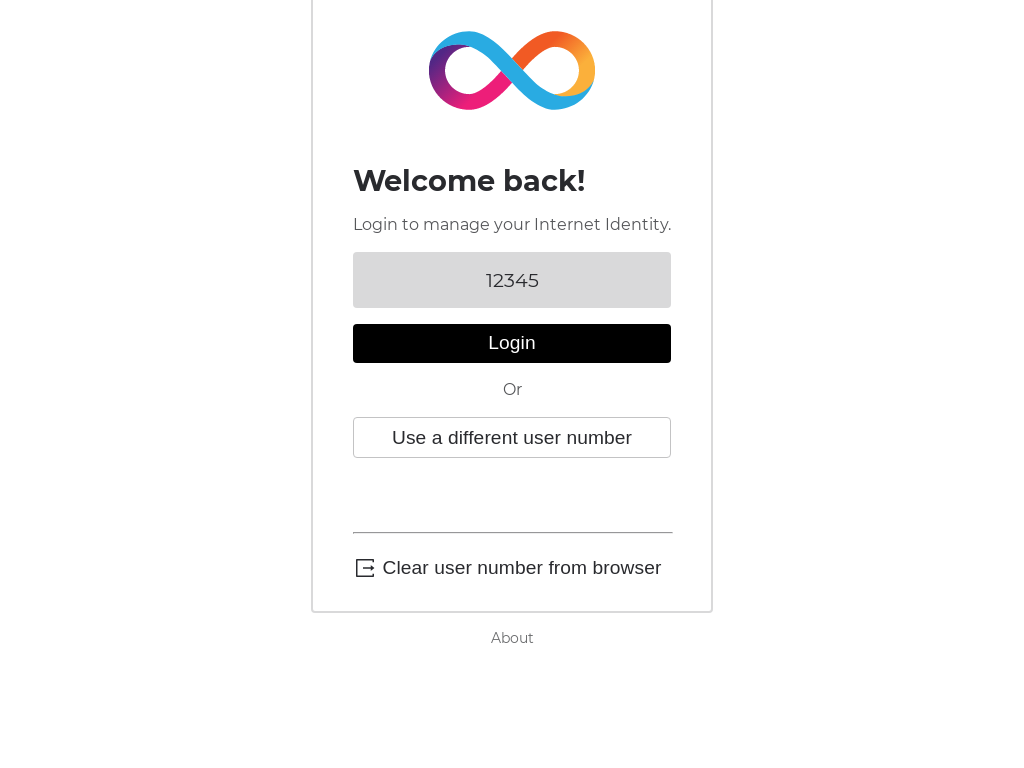 Welcome back!
Login to manage your Internet Identity.
12345
Login
Or
Use a different user number
Clear user number from browser
About